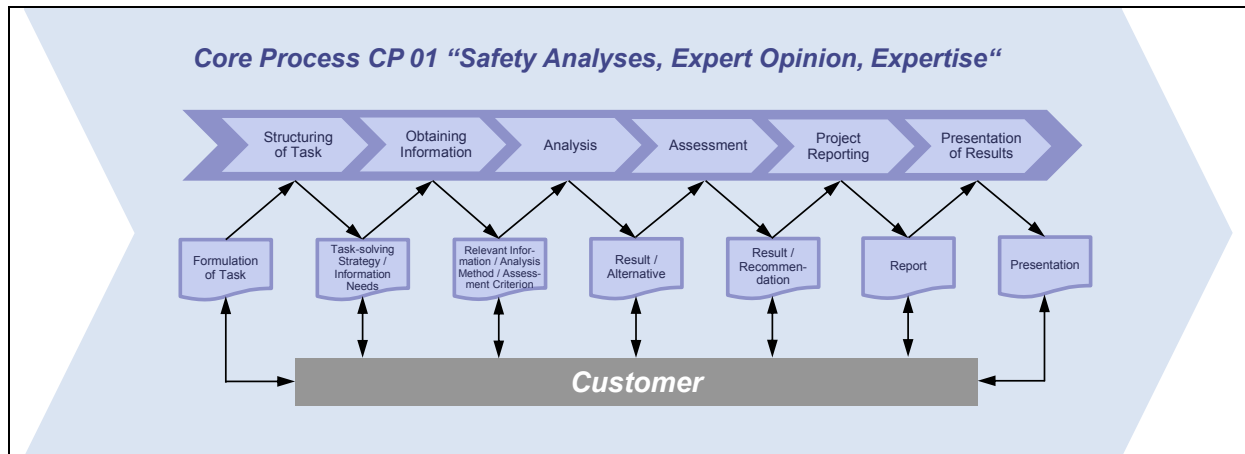 Core Process CP 01 “Safety Analyses, Expert Opinion, Expertise“
Structuring
of Task
Obtaining
Information
Analysis
Assessment
Project
Reporting
Presentation
of Results
Formulation
of Task
Task-solving
Strategy /
Information
Needs
Relevant Infor-
mation / Analysis
Method / Assess-
ment Criterion
Result /
Alternative
Result /
Recommen-
dation
Report
Presentation
Customer